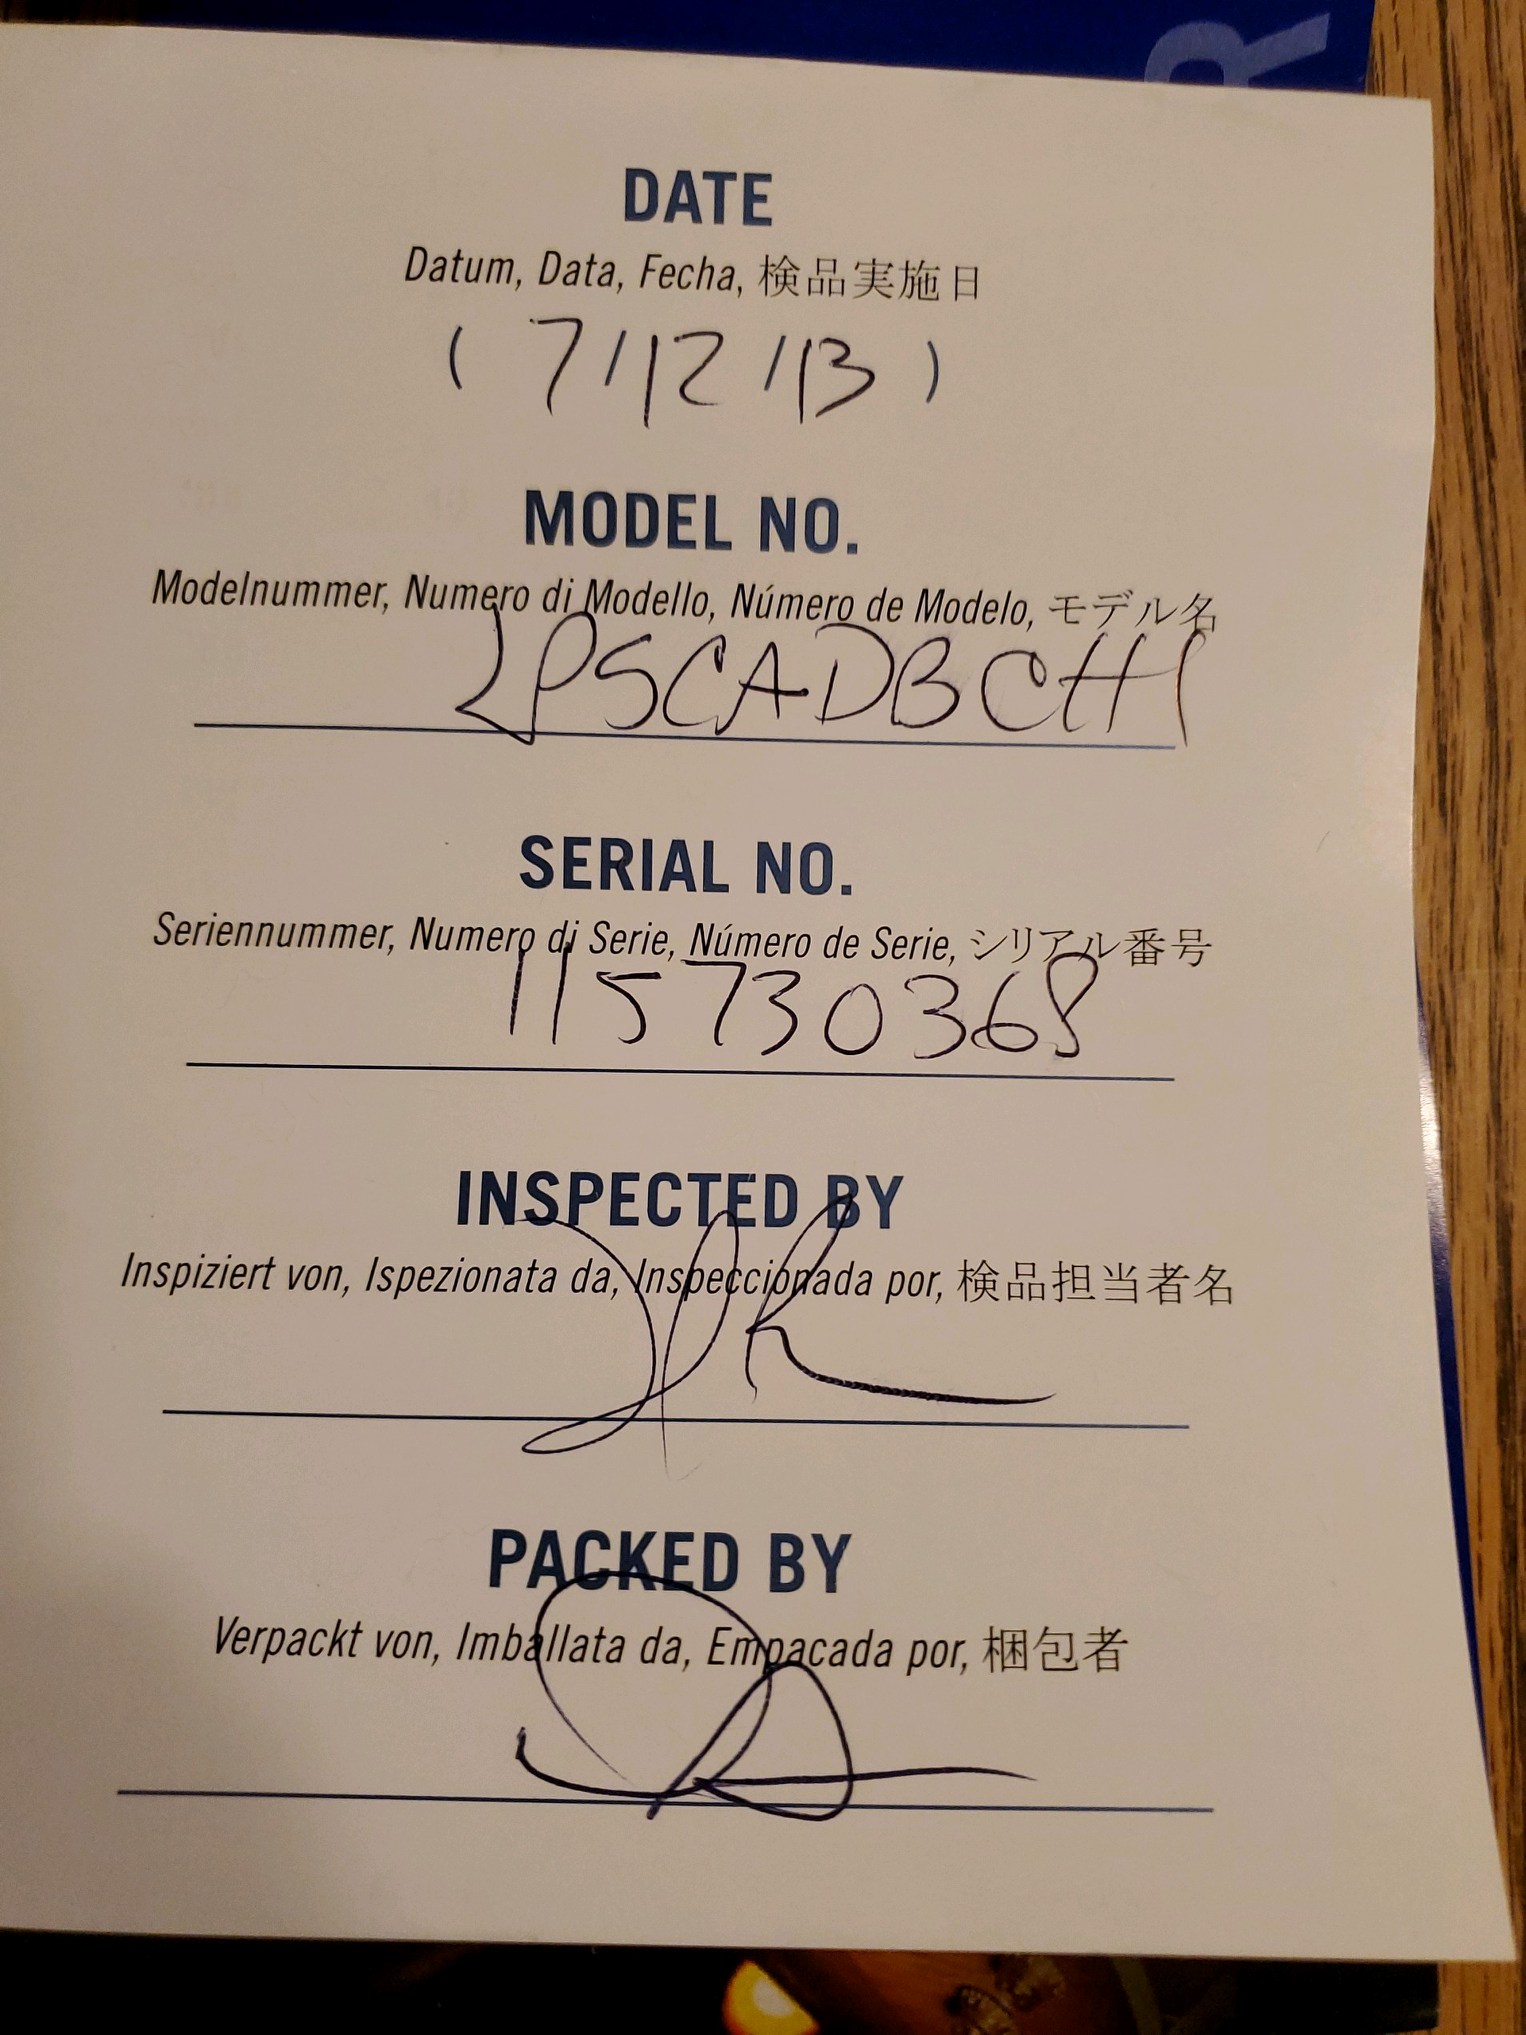 R
DATE
Datum, Data, Fecha, 検品実施日
( 7/12/13 )
MODEL NO.
Modelnummer, Numero di Modello, Número de Modelo, モデル名
LPSCADBCH1
SERIAL NO.
Seriennummer, Numero di Serie, Número de Serie, シリアル番号
115730368
INSPECTED BY
Inspiziert von, Ispezionata da, Inspeccionada por, 検品担当者名
PACKED BY
Verpackt von, Imballata da, Empacada por, 梱包者